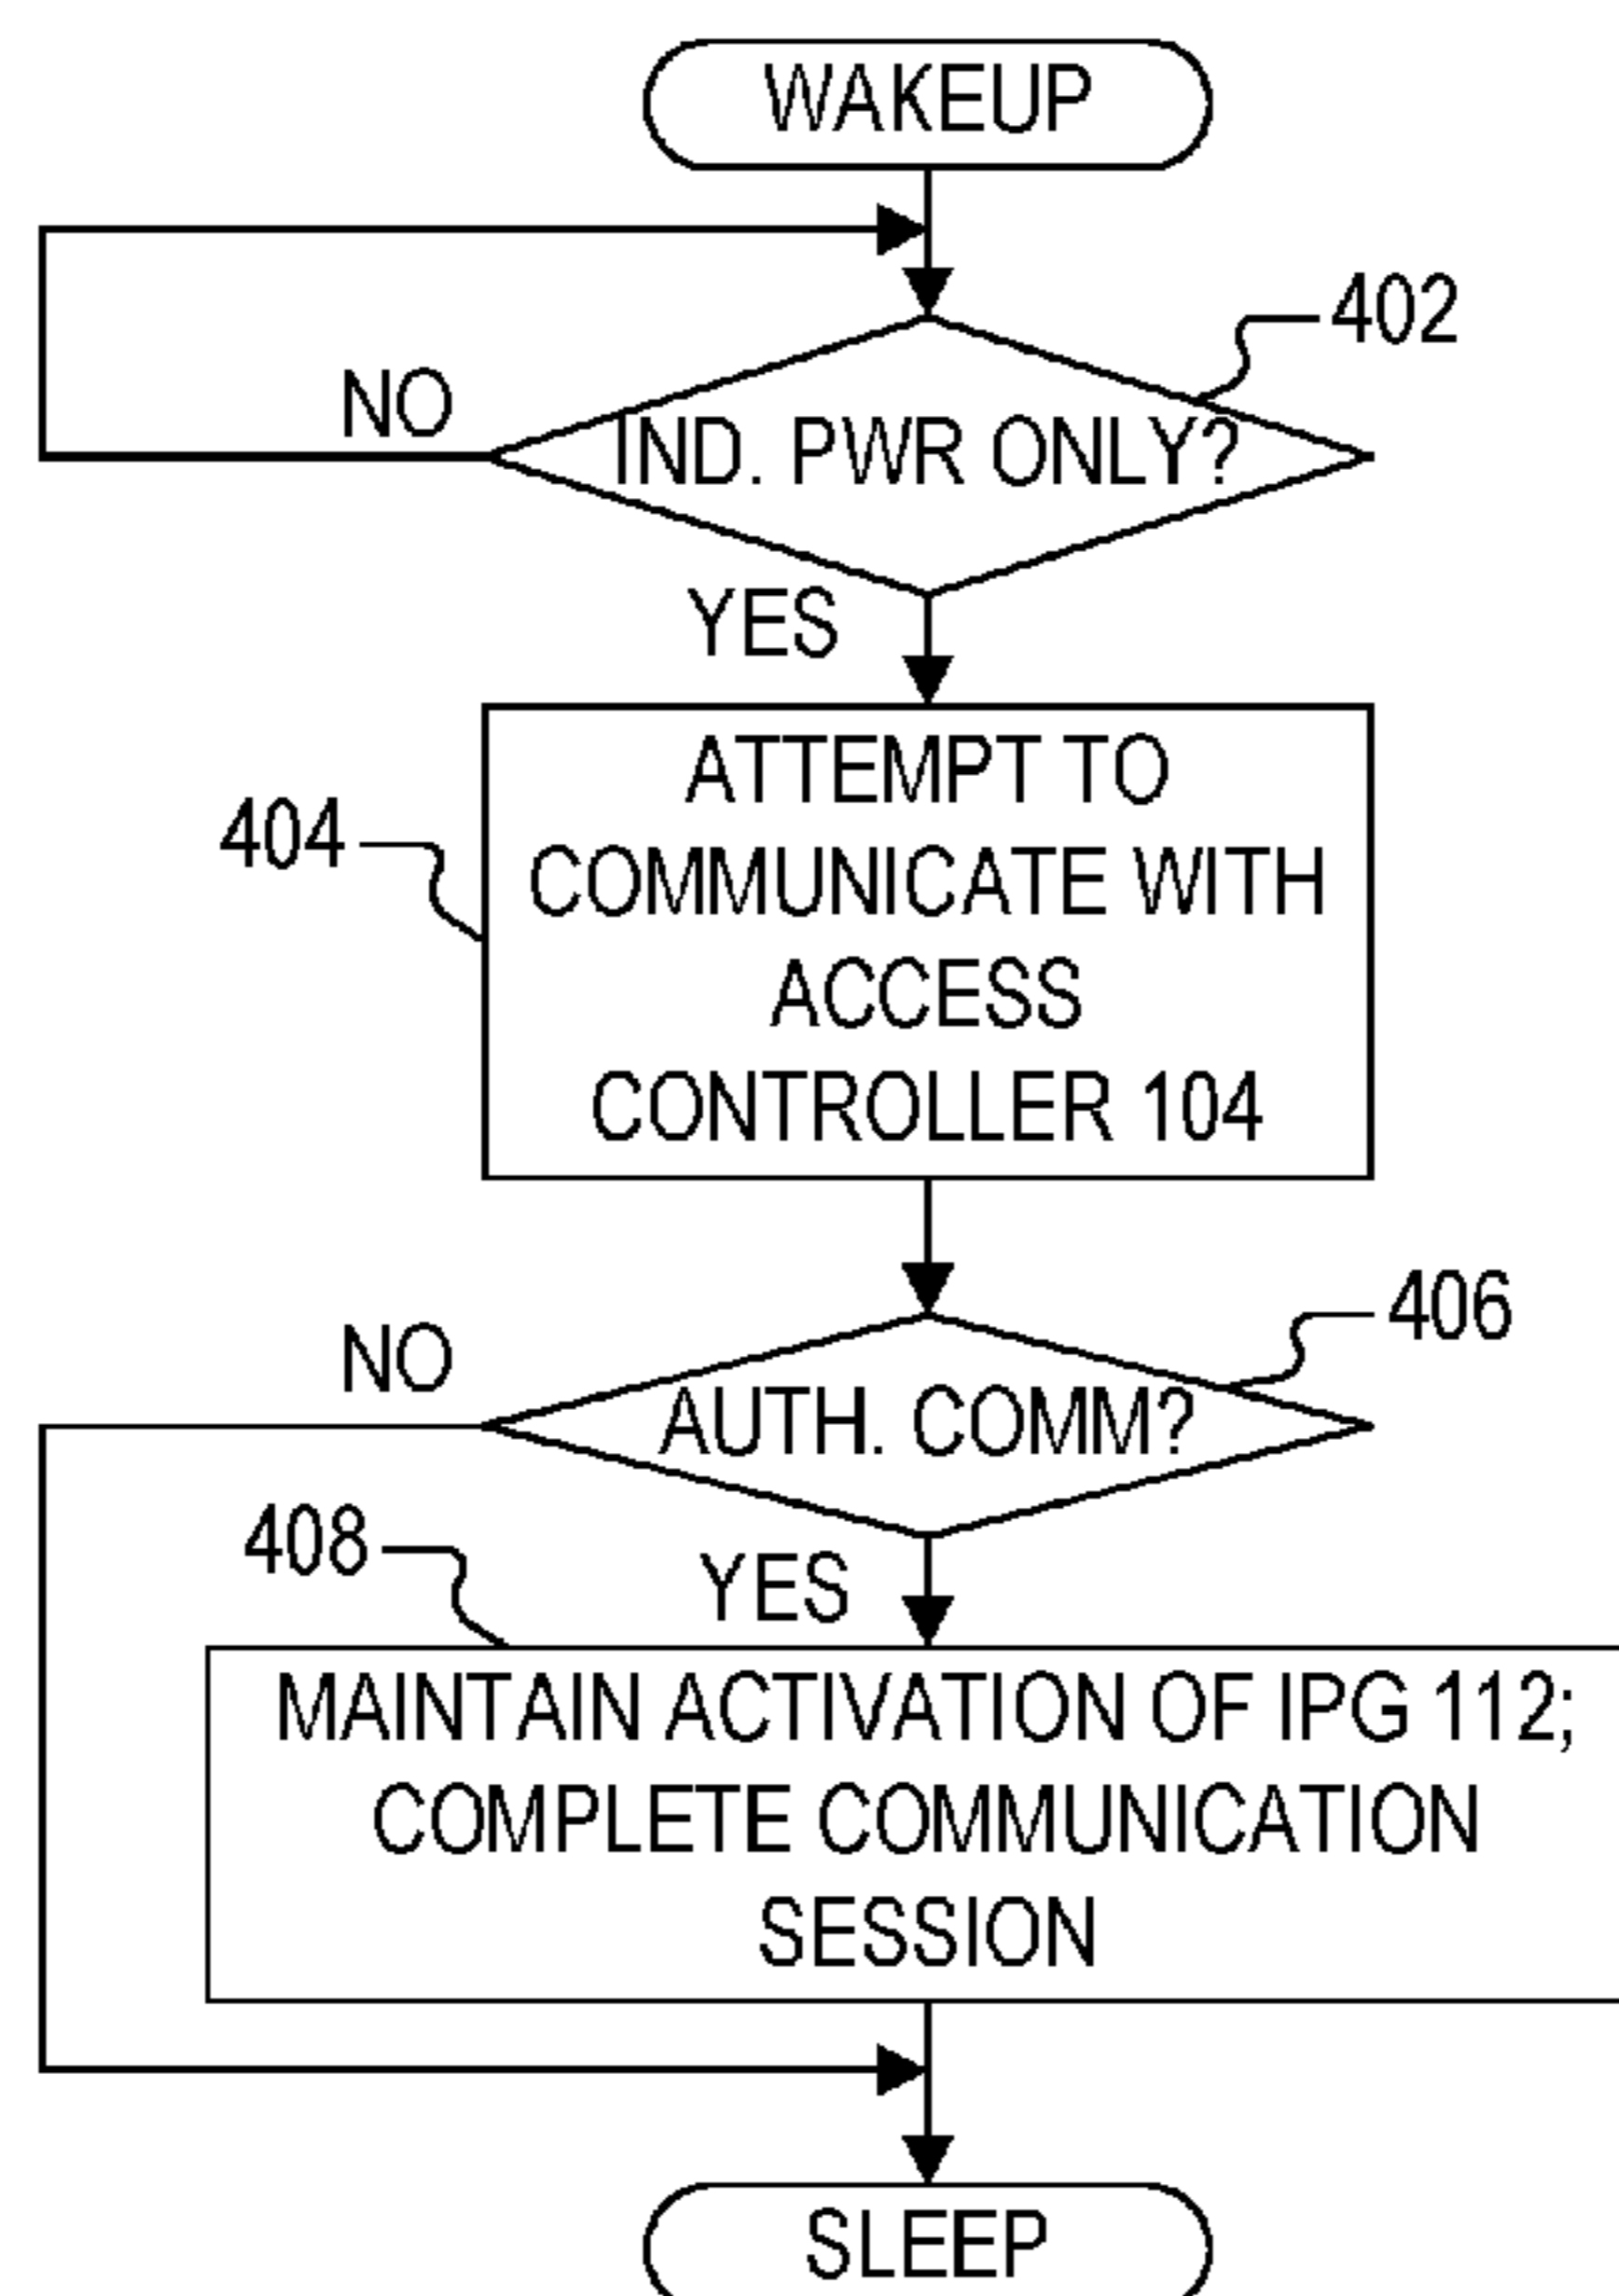 WAKEUP
402
NO
IND. PWR ONLY?
YES
404
ATTEMPT TO
COMMUNICATE WITH
ACCESS
CONTROLLER 104
406
NO
AUTH. COMM?
408
YES
MAINTAIN ACTIVATION OF IPG 112;
COMPLETE COMMUNICATION
SESSION
SLEEP